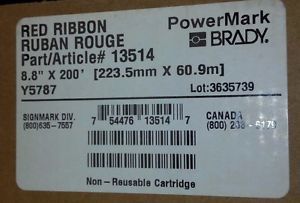 RED RIBBON PowerMark
RUBAN ROUGE BRADY.
Part/Article# 13514
8.8" X 200' [223.5mm X 60.9m]
Y5787 Lot:3635739
SIGNMARK DIV. CANADA
(800)635-7557 (800)
7 54476 13514 7
Non-Reusable Cartridge